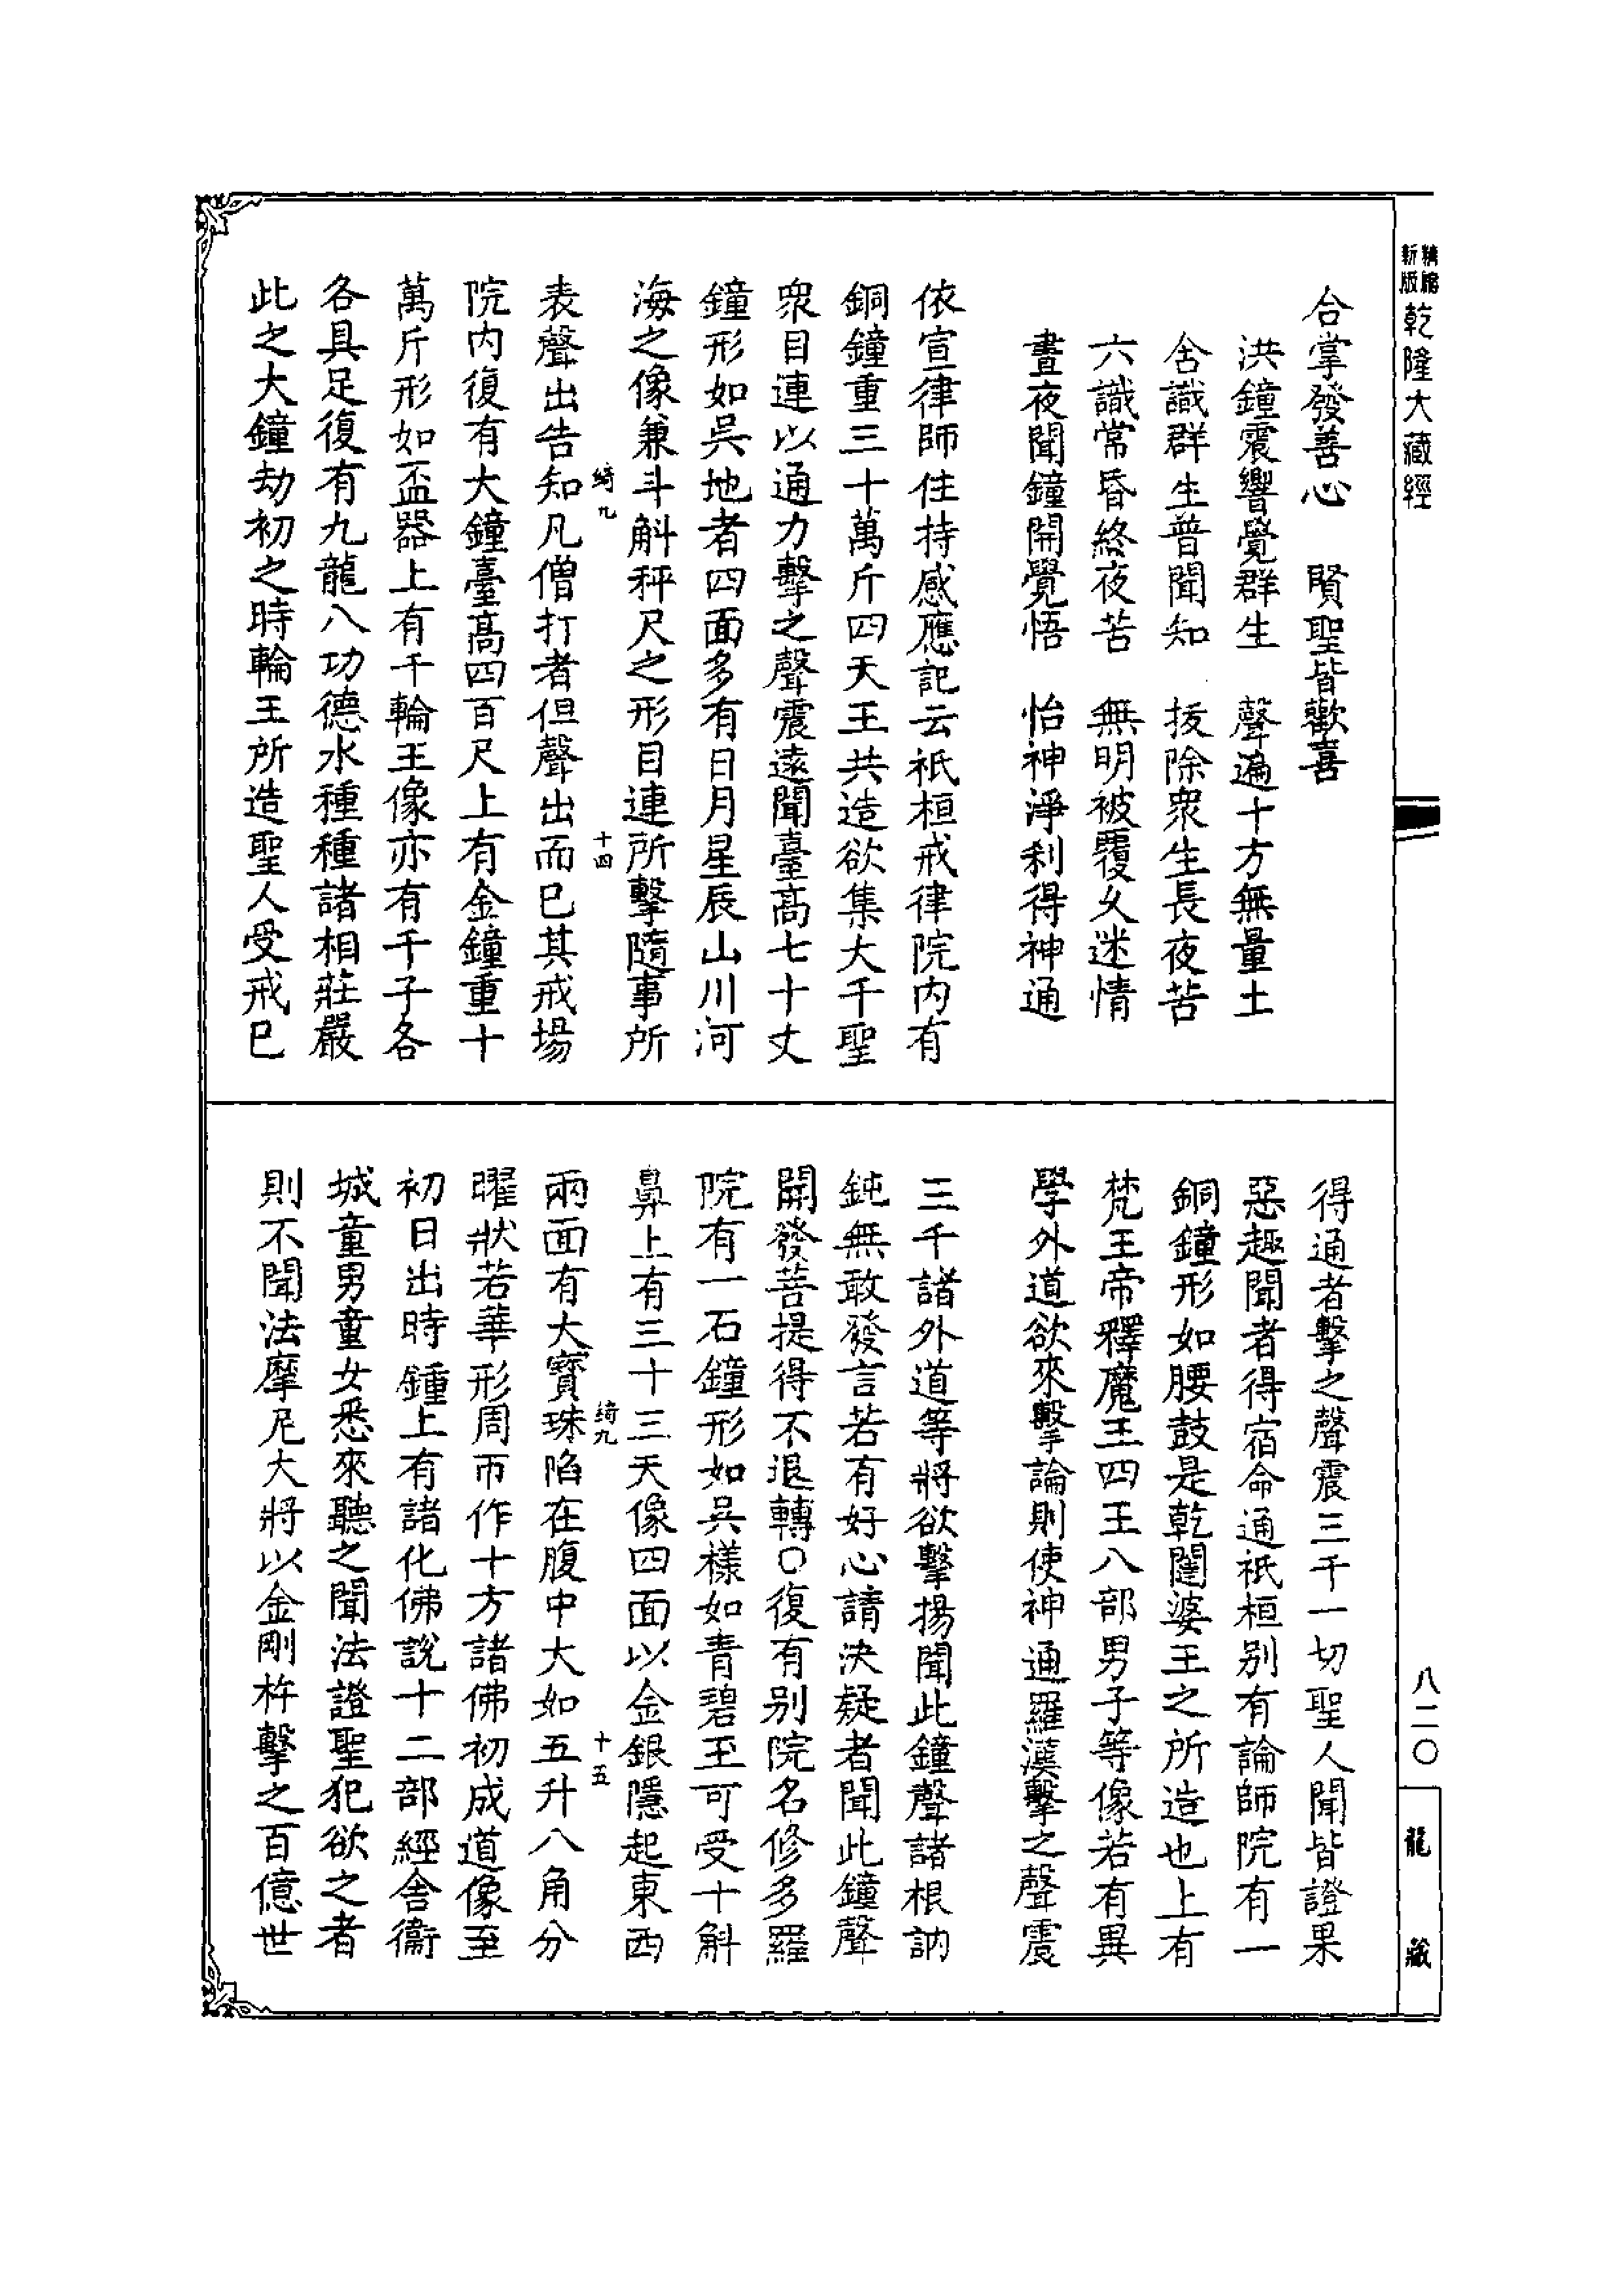 精縮新版乾隆大藏經
合掌發善心　賢聖皆歡喜
洪鐘震響覺群生　聲遍十方無量土
含識群生普聞知　拔除衆生長夜苦
六識常昏終夜苦　無明被覆久迷情
晝夜聞鐘開覺悟　怡神淨刹得神通
依宣律師住持感應記云祇桓戒律院内有
銅鐘重三十萬斤四天王共造欲集大千聖
衆目連以通力擊之聲震遠聞臺高七十丈
鐘形如吳地者四面多有日月星辰山川河
海之像兼斗斛秤尺之形目連所擊隨事所
綺九　十四
表聲出告知凡僧打者但聲出而巳其戒場
院内復有大鐘臺高四百尺上有金鐘重十
萬斤形如盃器上有千輪王像亦有千子各
各具足復有九龍八功德水種種諸相莊嚴
此之大鐘劫初之時輪王所造聖人受戒巳
得通者擊之聲震三千一切聖人聞皆證果
惡趣聞者得宿命通祇桓别有論師院有一
銅鐘形如腰鼓是乾闥婆王之所造也上有
梵王帝釋魔王四王八部男子等像若有異
學外道欲來擊論則使神通羅漢擊之聲震
三千諸外道等將欲擊揚聞此鐘聲諸根訥
鈍無敢發言若有好心請決疑者聞此鐘聲
開發菩提得不退轉○復有别院名修多羅
院有一石鐘形如吳樣如青碧玉可受十斛
鼻上有三十三天像四面以金銀隱起東西
綺九　十五
兩面有大寳珠陷在腹中大如五升八角分
曜狀若華形周帀作十方諸佛初成道像至
初日出時鍾上有諸化佛說十二部經舍衞
城童男童女悉來聽之聞法證聖犯欲之者
則不聞法摩尼大將以金剛杵擊之百億世
八二〇
龍藏